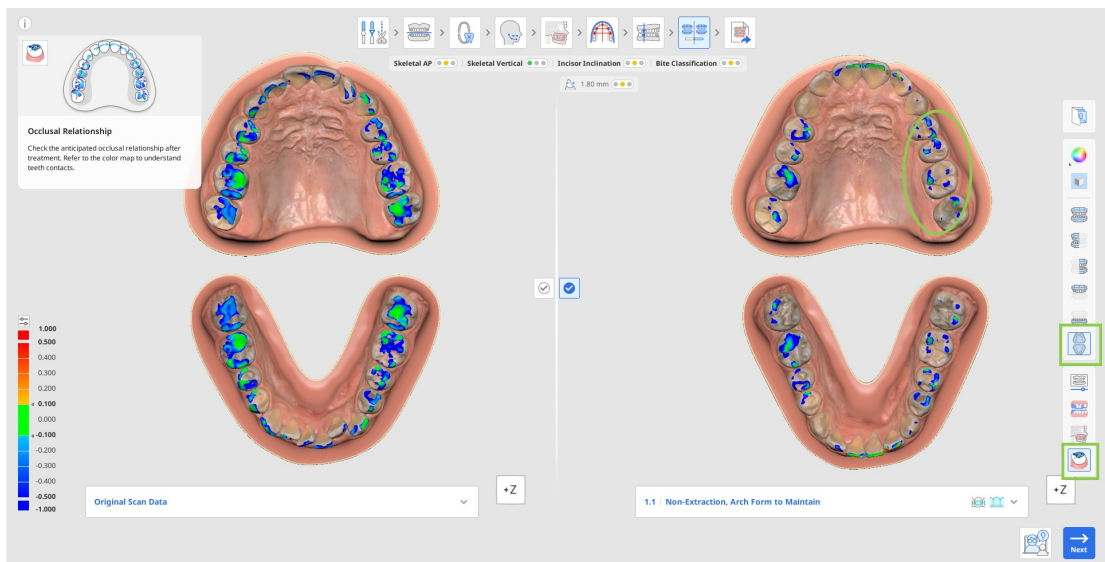 Skeletal AP | Skeletal Vertical | Incisor Inclination | Bite Classification
1.80 mm
Occlusal Relationship
Check the anticipated occlusal relationship after
treatment. Refer to the color map to understand
teeth contacts.
1.000
0.500
0.400
0.300
0.200
0.100
0.000
-0.100
-0.200
-0.300
-0.400
-0.500
-1.000
Original Scan Data
+Z
1.1 | Non-Extraction, Arch Form to Maintain
+Z
Next